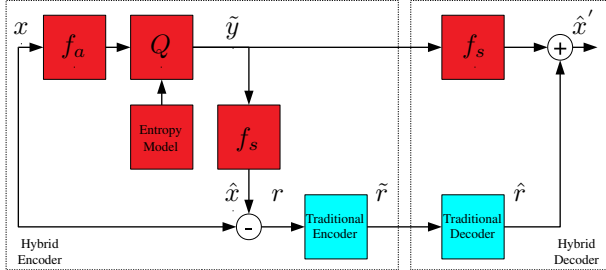 x
f_a
Q
ỹ
f_s
x̂′
+
Entropy
Model
f_s
x̂
r
r̃
r̂
-
Traditional
Encoder
Traditional
Decoder
Hybrid
Encoder
Hybrid
Decoder